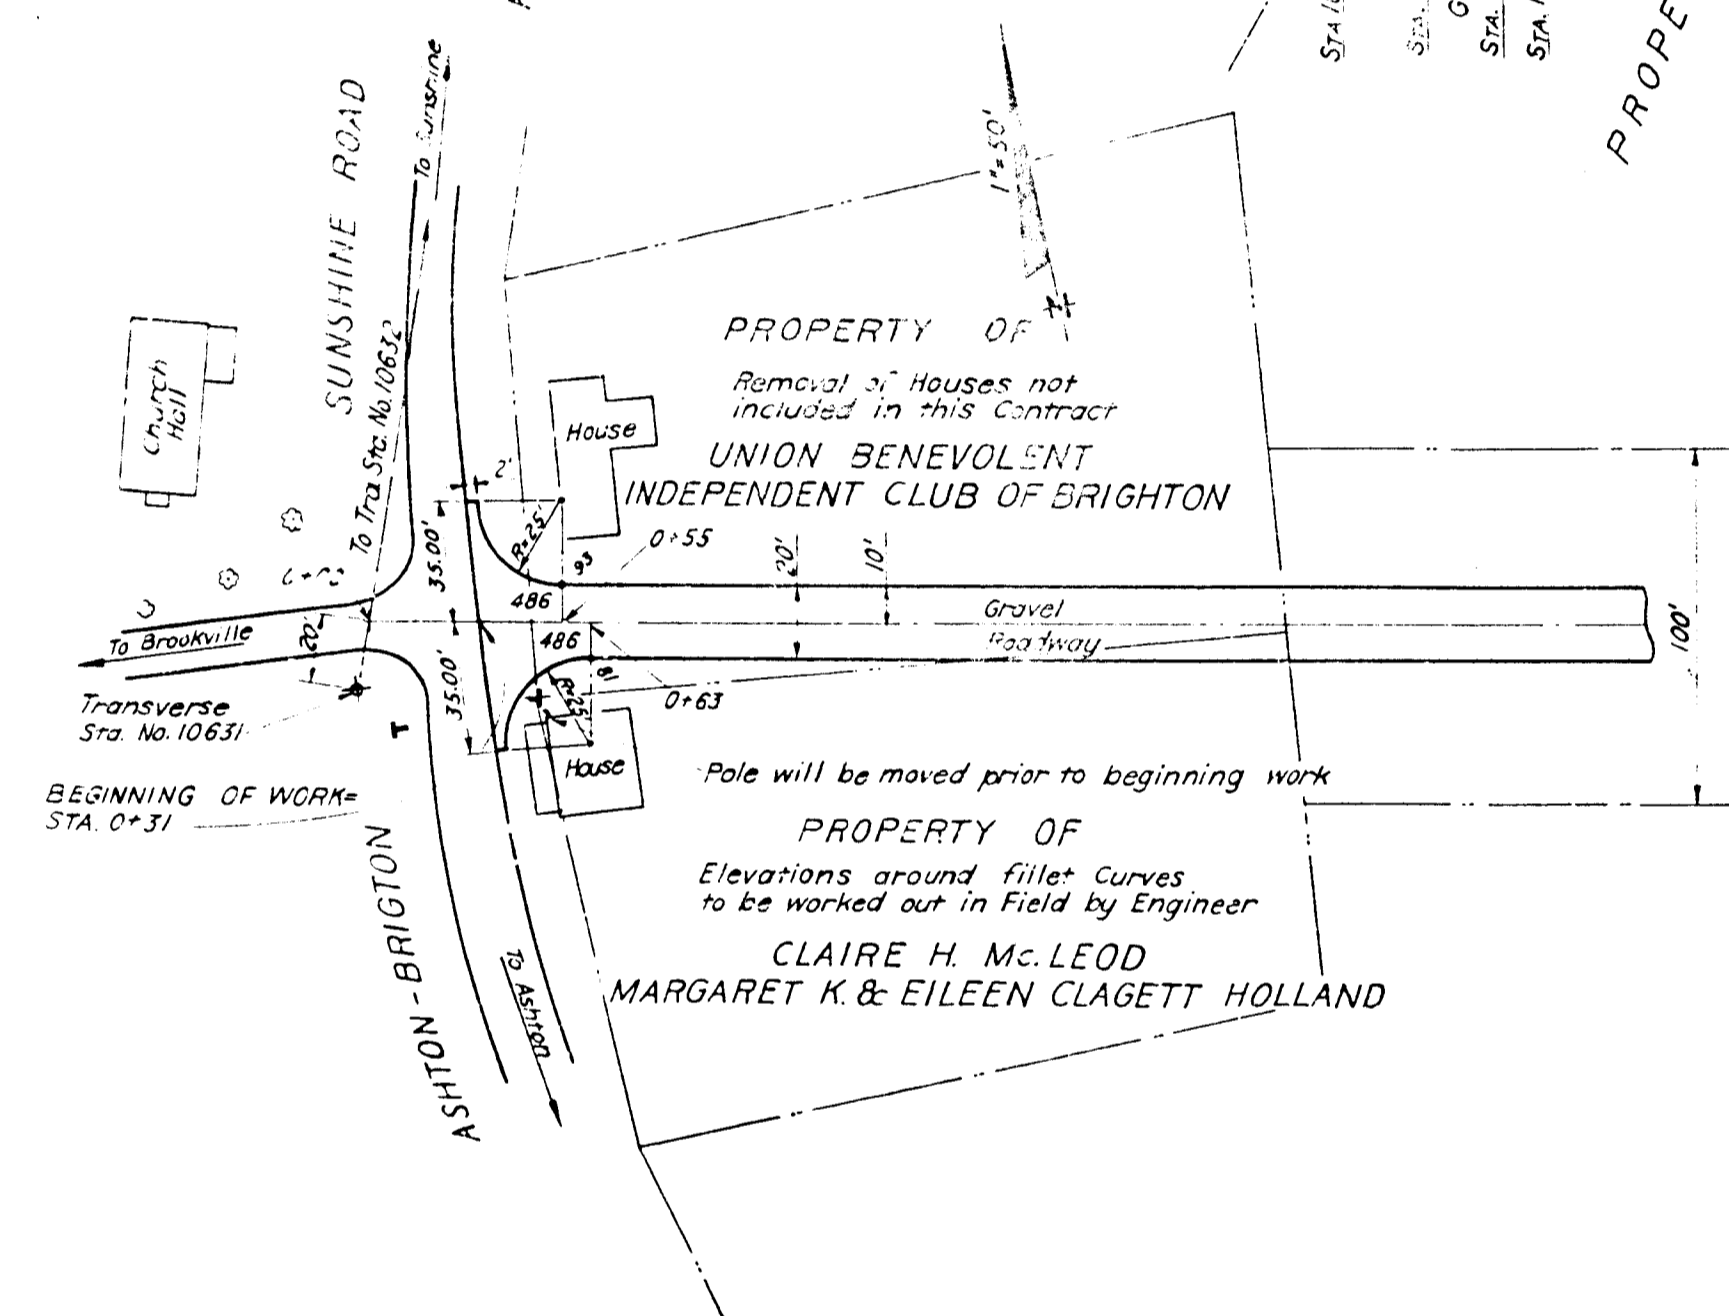 STA.
STA.
STA.
PROPE
SUNSHINE ROAD
To Sunshine
1"=50'
Church
Hall
To Tra. Sta. No. 10632
PROPERTY OF
Removal of Houses not
included in this Contract
UNION BENEVOLENT
INDEPENDENT CLUB OF BRIGHTON
House
2'
R=25'
35.00'
93
0+55
20'
10'
486
486
Gravel
Roadway
100'
To Brookville
20'
35.00'
R=25'
81
0+63
Transverse
Sta. No. 10631
T
House
Pole will be moved prior to beginning work
BEGINNING OF WORK=
STA. 0+31
PROPERTY OF
Elevations around fillet Curves
to be worked out in Field by Engineer
CLAIRE H. Mc. LEOD
MARGARET K. & EILEEN CLAGETT HOLLAND
ASHTON-BRIGTON
To Ashton